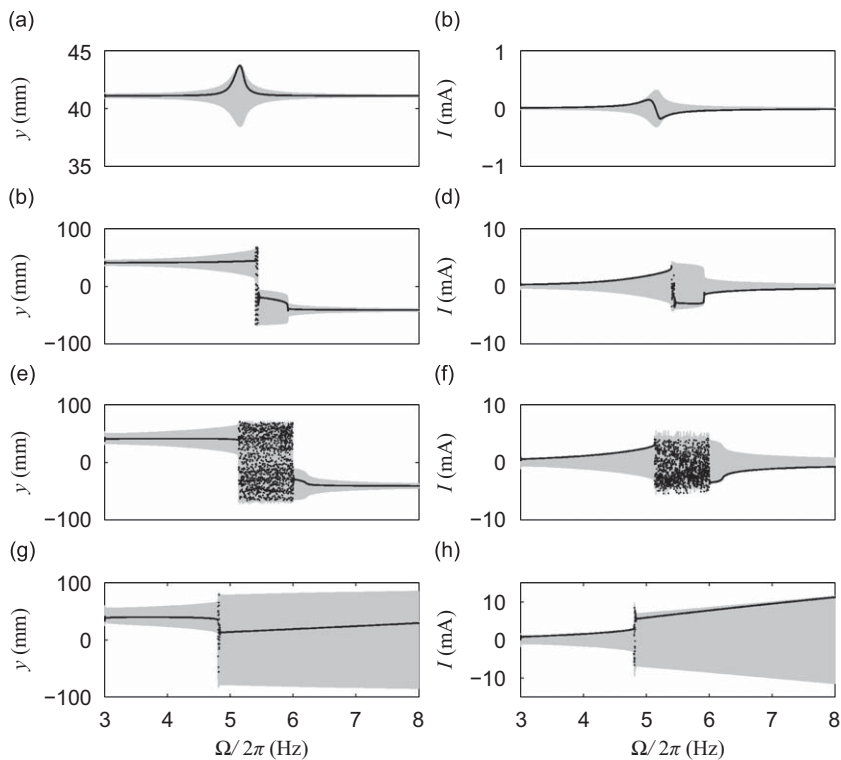 (a)
45
40
35
y (mm)
(b)
1
0
−1
I (mA)
(b)
100
0
−100
y (mm)
(d)
10
0
−10
I (mA)
(e)
100
0
−100
y (mm)
(f)
10
0
−10
I (mA)
(g)
100
0
−100
y (mm)
3 4 5 6 7 8
Ω/2π (Hz)
(h)
10
0
−10
I (mA)
3 4 5 6 7 8
Ω/2π (Hz)